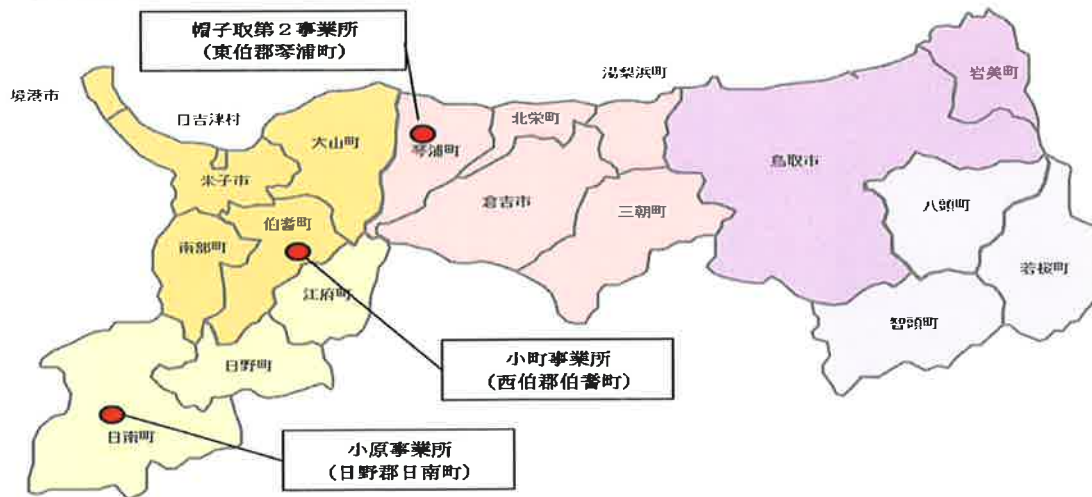 帽子取第２事業所
（東伯郡琴浦町）
湯梨浜町
岩美町
境港市
日吉津村
北栄町
大山町
琴浦町
鳥取市
米子市
八頭町
倉吉市
三朝町
伯耆町
南部町
若桜町
江府町
智頭町
小町事業所
（西伯郡伯耆町）
日野町
日南町
小原事業所
（日野郡日南町）